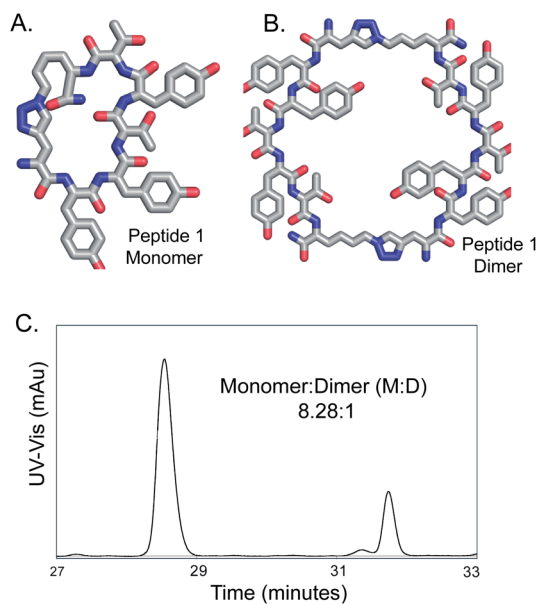 A.
B.
Peptide 1
Monomer
Peptide 1
Dimer
C.
Monomer:Dimer (M:D)
8.28:1
UV-Vis (mAu)
27
29
31
33
Time (minutes)